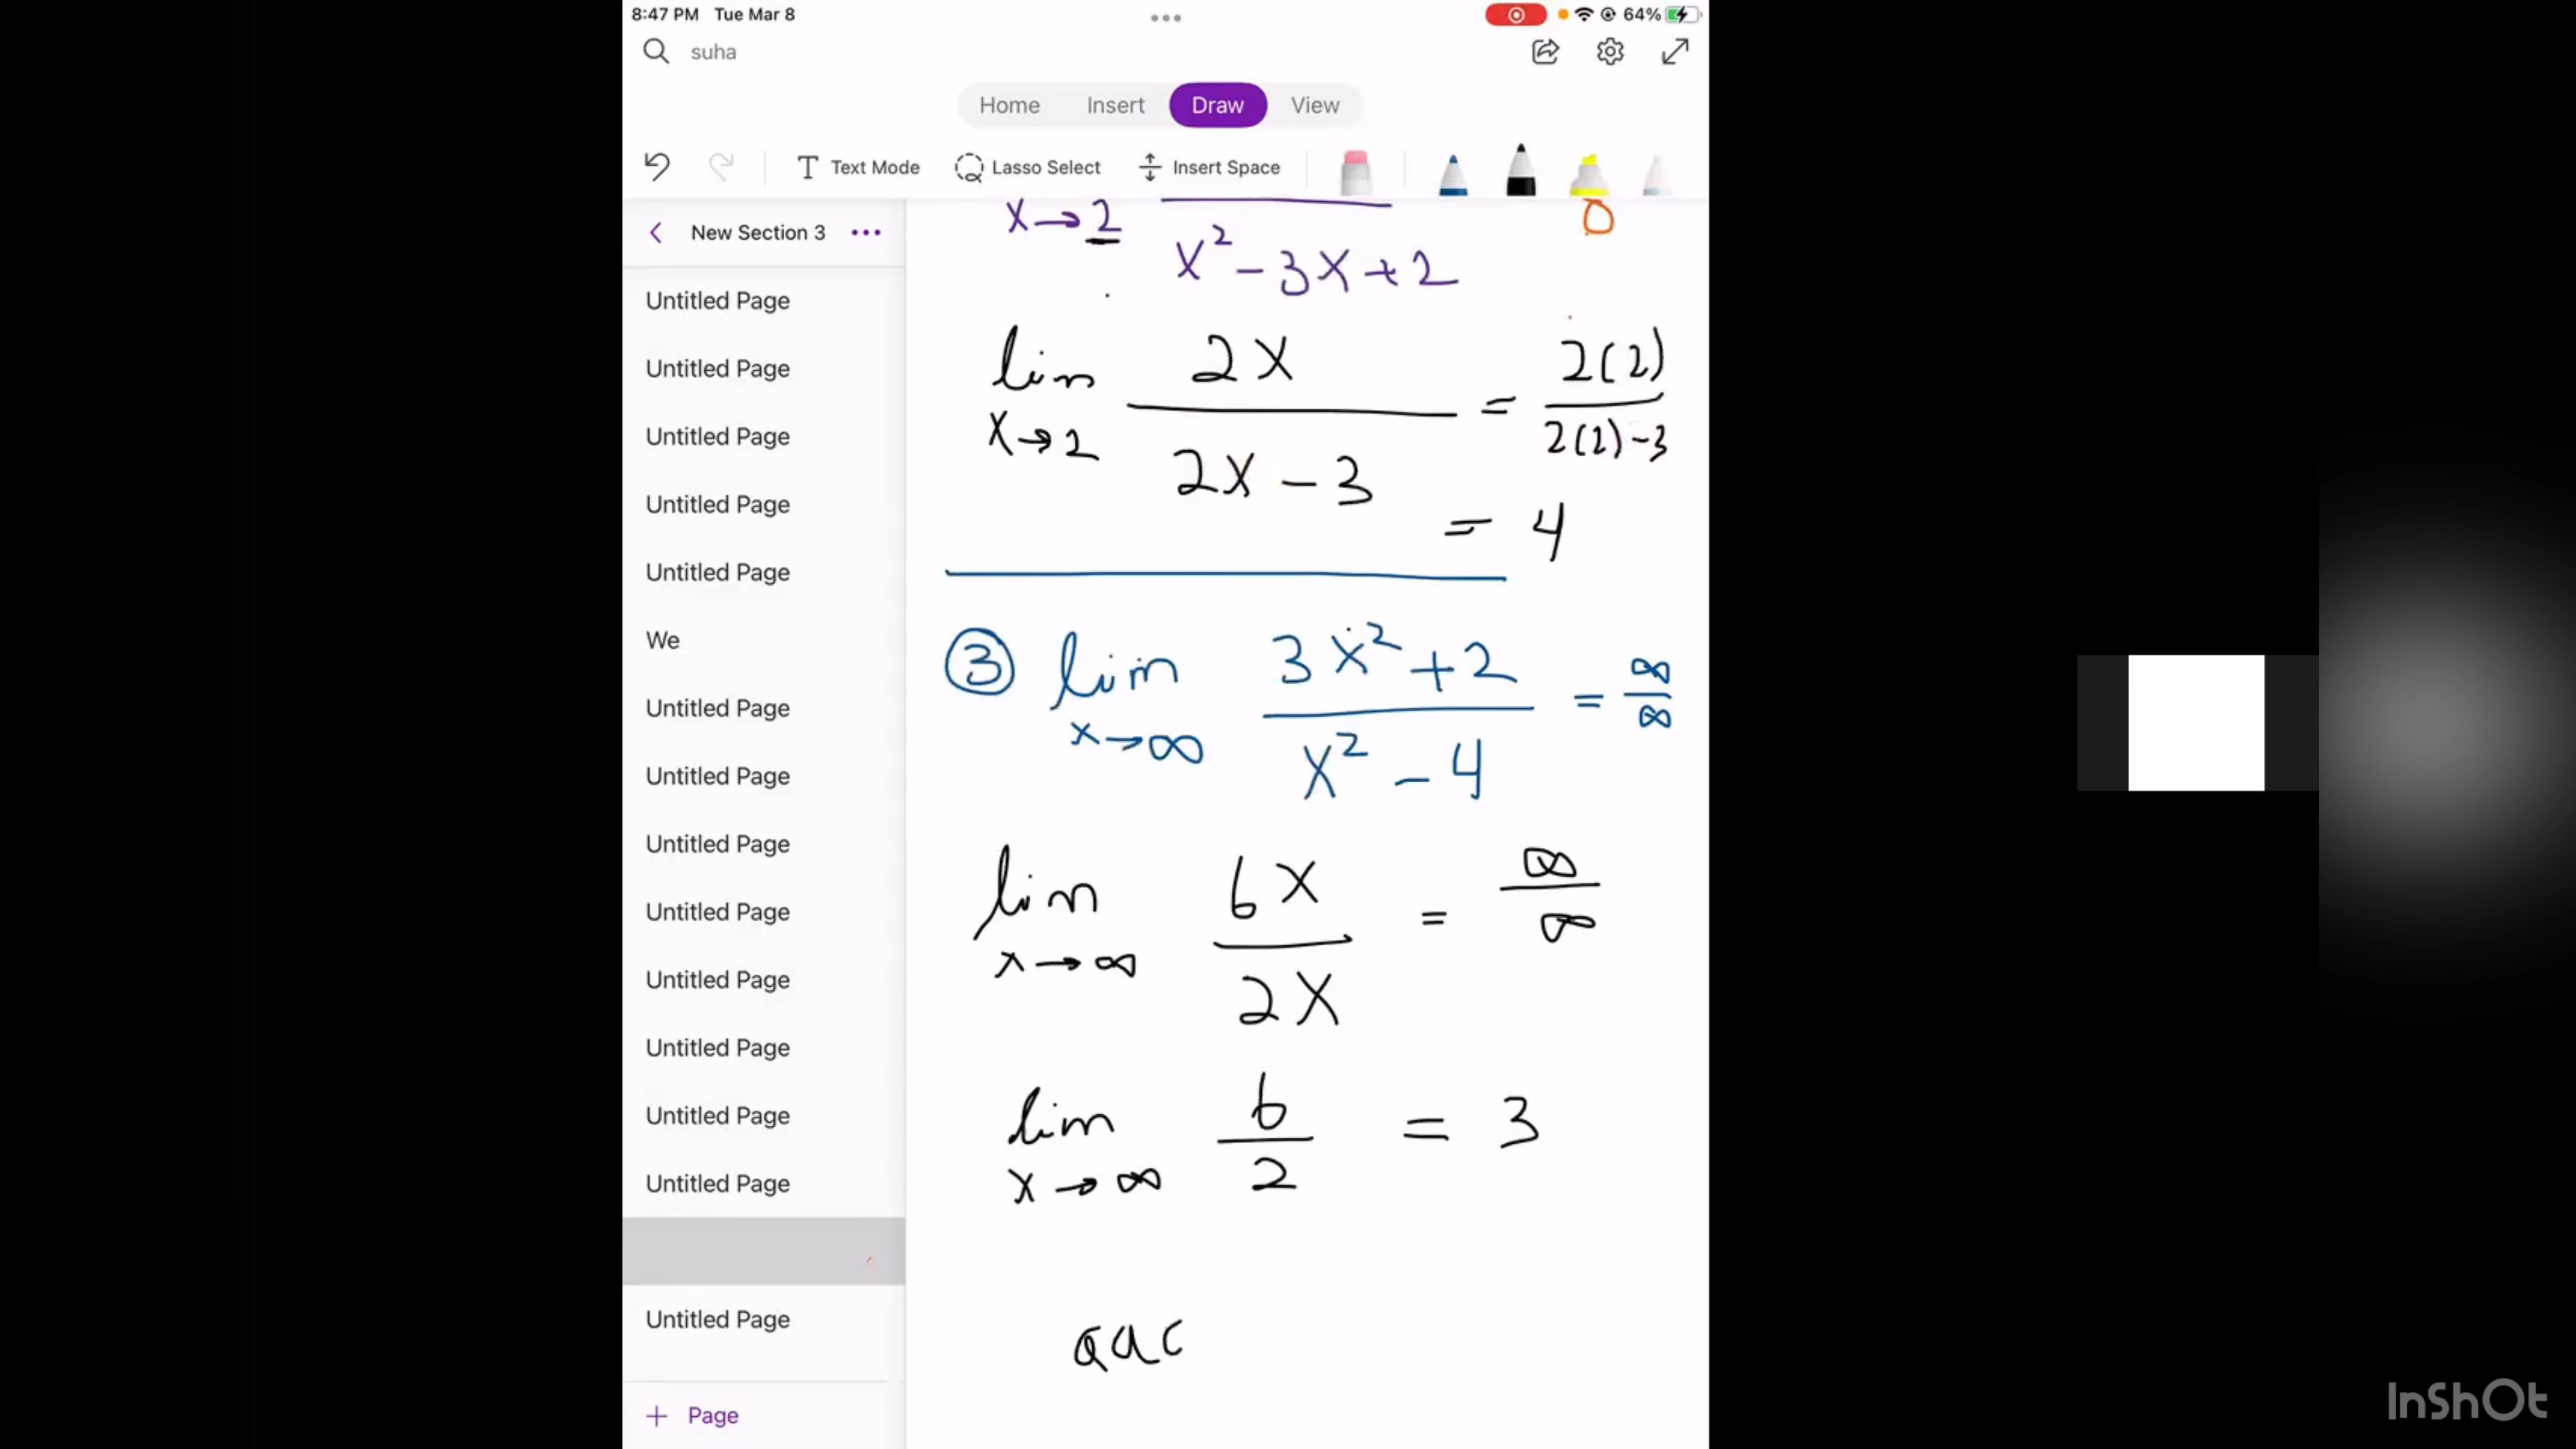 8:47 PM Tue Mar 8
64%
suha
Home Insert Draw View
Text Mode Lasso Select Insert Space
New Section 3
Untitled Page
Untitled Page
Untitled Page
Untitled Page
Untitled Page
We
Untitled Page
Untitled Page
Untitled Page
Untitled Page
Untitled Page
Untitled Page
Untitled Page
Untitled Page
Untitled Page
+ Page
x→2
0
x² - 3x + 2
lim 2x = 2(2)
x→2 2x - 3 2(2)-3
= 4
③ lim 3x² + 2 = ∞
x→∞ x² - 4 ∞
lim 6x = ∞
x→∞ 2x ∞
lim 6 = 3
x→∞ 2
InShOt